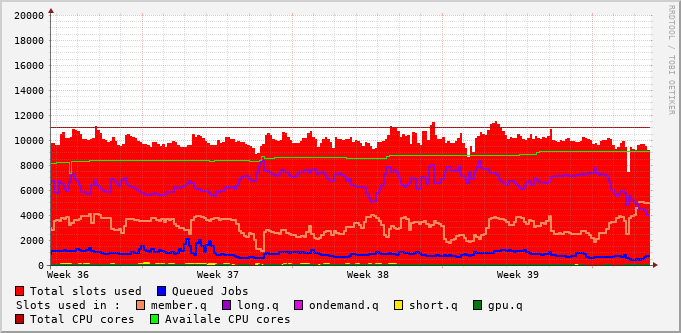 20000
18000
16000
14000
12000
10000
8000
6000
4000
2000
0
Week 36 Week 37 Week 38 Week 39
Total slots used Queued Jobs
Slots used in : member.q long.q ondemand.q short.q gpu.q
Total CPU cores Availale CPU cores
RRDTOOL / TOBI OETIKER